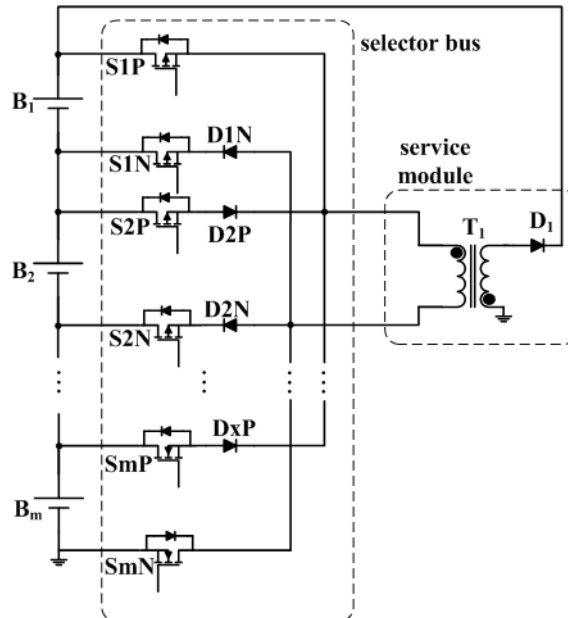 selector bus
S1P
B1
D1N
S1N
service
module
S2P
D2P
T1
D1
B2
D2N
S2N
DxP
SmP
Bm
SmN